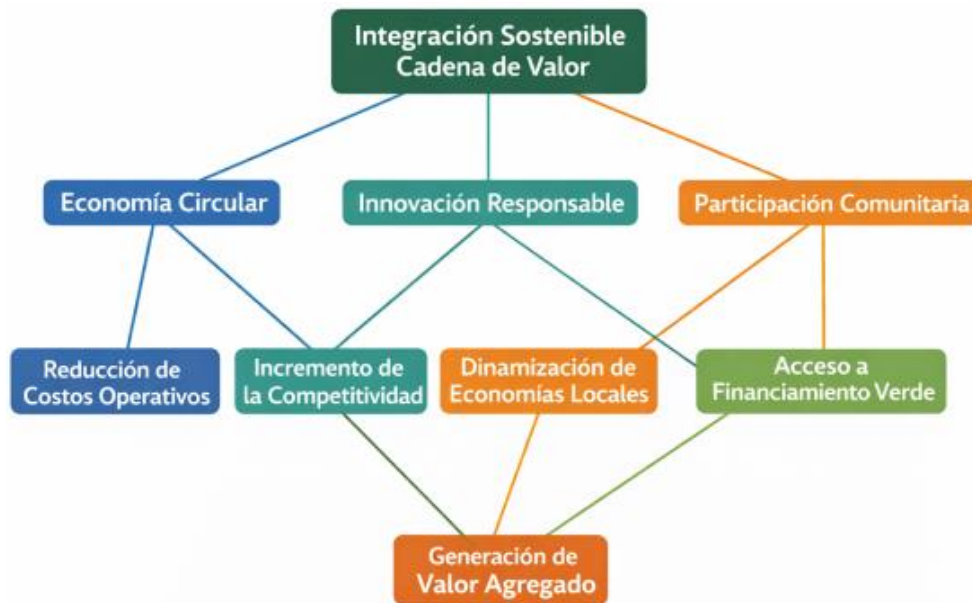 Integración Sostenible
Cadena de Valor
Economía Circular
Innovación Responsable
Participación Comunitaria
Reducción de
Costos Operativos
Incremento de
la Competitividad
Dinamización de
Economías Locales
Acceso a
Financiamiento Verde
Generación de
Valor Agregado